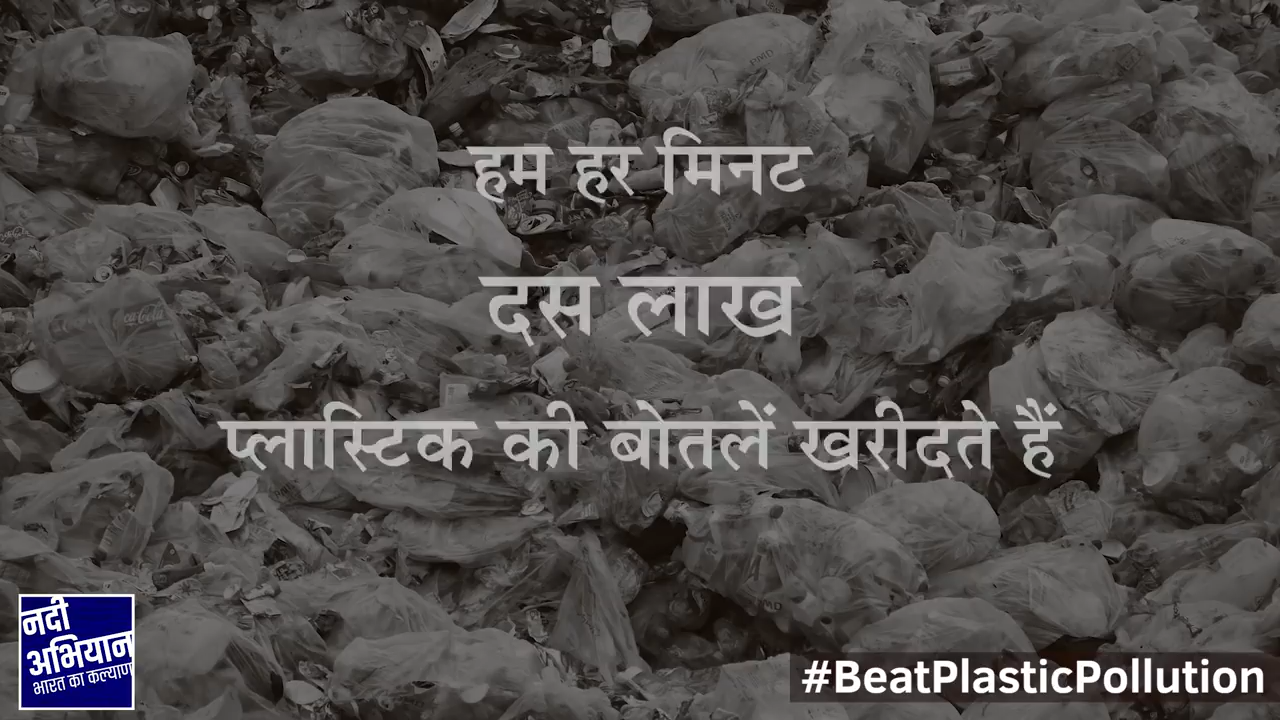 हम हर मिनट
दस लाख
प्लास्टिक की बोतलें खरीदते हैं
नदी
अभियान
भारत का कल्याण
#BeatPlasticPollution